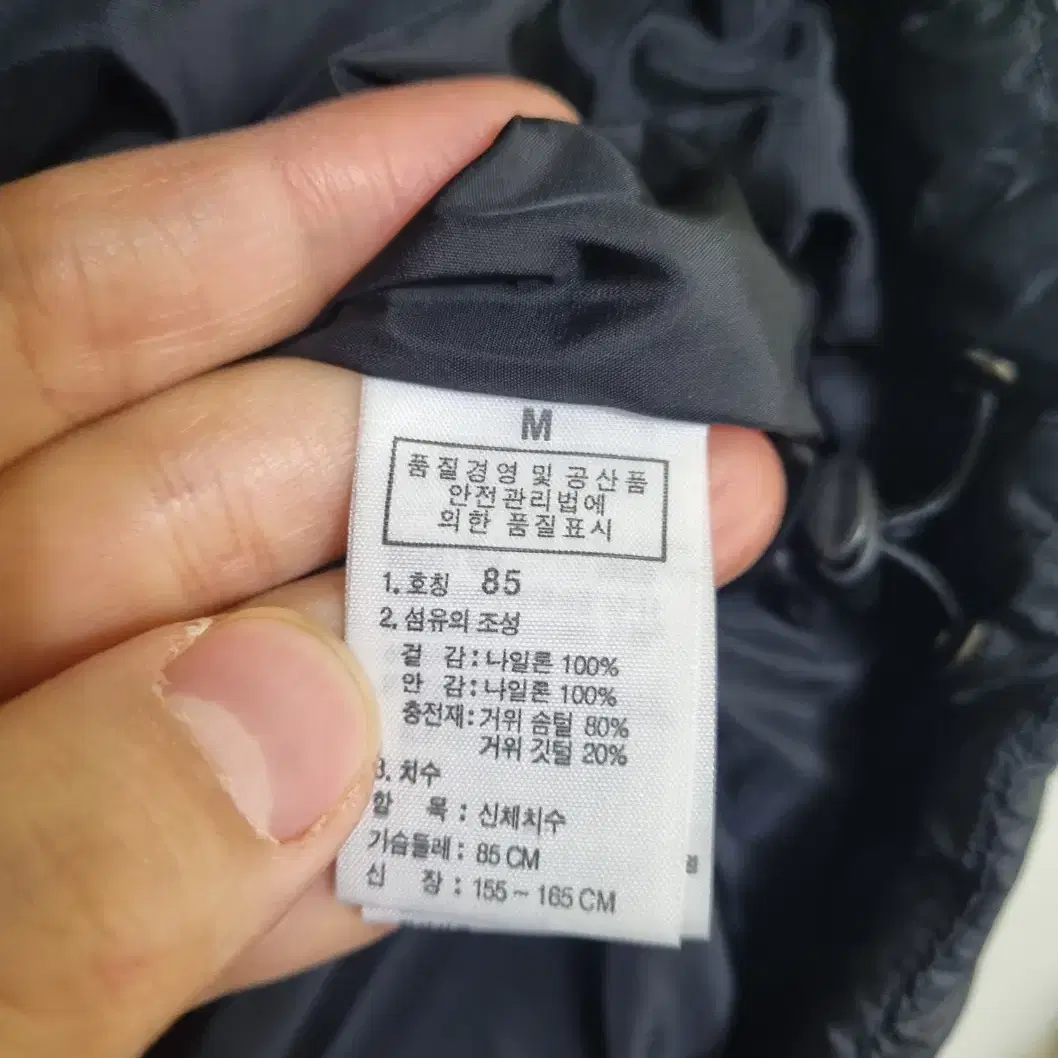 M
품질경영 및 공산품
안전관리법에
의한 품질표시
1. 호칭 85
2. 섬유의 조성
겉 감 : 나일론 100%
안 감 : 나일론 100%
충전재 : 거위 솜털 80%
거위 깃털 20%
3. 치수
항 목 : 신체치수
가슴둘레 : 85 CM
신 장 : 155 ~ 165 CM